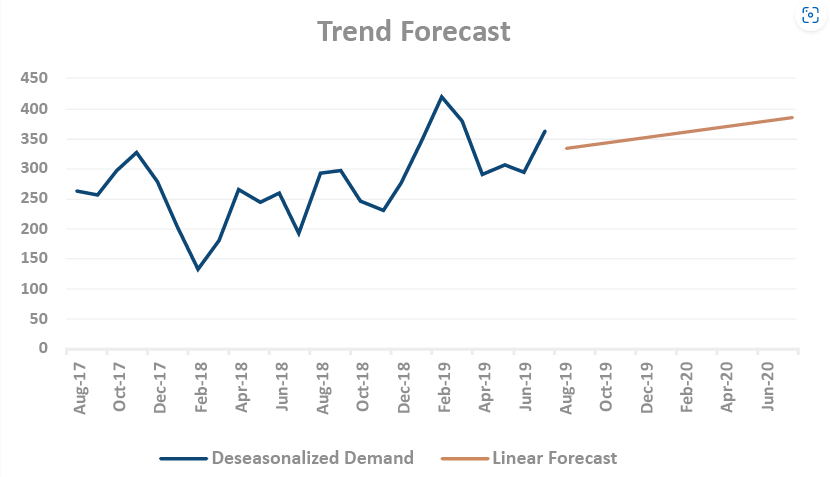 Trend Forecast
450
400
350
300
250
200
150
100
50
0
Aug-17
Oct-17
Dec-17
Feb-18
Apr-18
Jun-18
Aug-18
Oct-18
Dec-18
Feb-19
Apr-19
Jun-19
Aug-19
Oct-19
Dec-19
Feb-20
Apr-20
Jun-20
Deseasonalized Demand
Linear Forecast